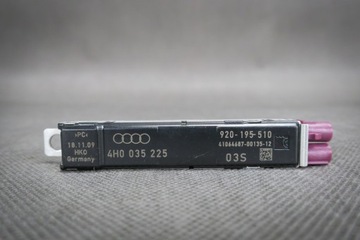 >PC<
18.11.09
HKO
Germany
4H0 035 225
920-195-510
41064687-00135-12
03S